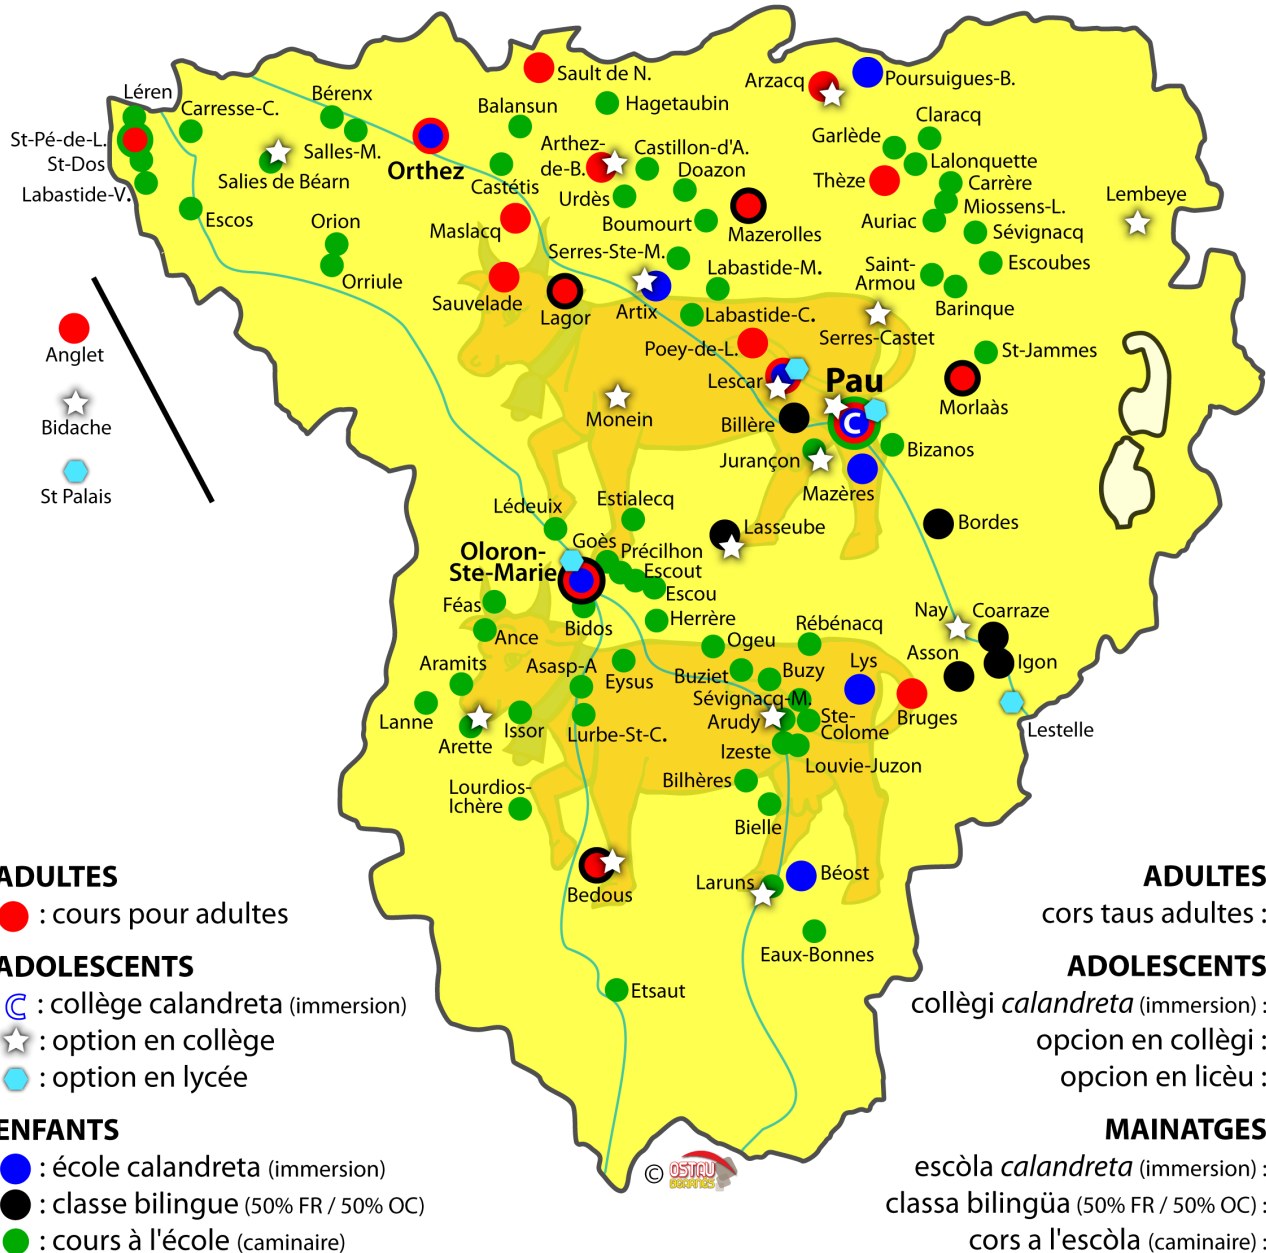 Sault de N.
Arzacq
Poursuigues-B.
Léren
Carresse-C.
Bérenx
Balansun
Hagetaubin
Claracq
St-Pé-de-L.
Garlède
Arthez-
de-B.
Castillon-d'A.
St-Dos
Salles-M.
Orthez
Doazon
Lalonquette
Labastide-V.
Salies de Béarn
Castétis
Thèze
Carrère
Lembeye
Urdès
Miossens-L.
Escos
Orion
Maslacq
Boumourt
Mazerolles
Auriac
Sévignacq
Serres-Ste-M.
Labastide-M.
Saint-
Armou
Escoubes
Orriule
Sauvelade
Lagor
Artix
Labastide-C.
Barinque
Serres-Castet
Anglet
Poey-de-L.
St-Jammes
Lescar
Pau
Morlaàs
Bidache
Monein
Billère
C
Bizanos
Jurançon
St Palais
Mazères
Lédeuix
Estialecq
Lasseube
Bordes
Goès
Oloron-
Ste-Marie
Précilhon
Escout
Escou
Féas
Herrère
Nay
Coarraze
Bidos
Ance
Rébénacq
Ogeu
Asson
Igon
Aramits
Asasp-A
Eysus
Buziet
Buzy
Lys
Sévignacq-M.
Lanne
Issor
Arudy
Ste-
Colome
Bruges
Lestelle
Arette
Lurbe-St-C.
Izeste
Louvie-Juzon
Lourdios-
Ichère
Bilhères
Bielle
Bedous
Laruns
Béost
Eaux-Bonnes
Etsaut
ADULTES
: cours pour adultes
ADOLESCENTS
C : collège calandreta (immersion)
: option en collège
: option en lycée
ENFANTS
: école calandreta (immersion)
: classe bilingue (50% FR / 50% OC)
: cours à l'école (caminaire)
ADULTES
cors taus adultes :
ADOLESCENTS
collègi calandreta (immersion) :
opcion en collègi :
opcion en licèu :
MAINATGES
escòla calandreta (immersion) :
classa bilingüa (50% FR / 50% OC) :
cors a l'escòla (caminaire) :
© OSTAU
BEARNES